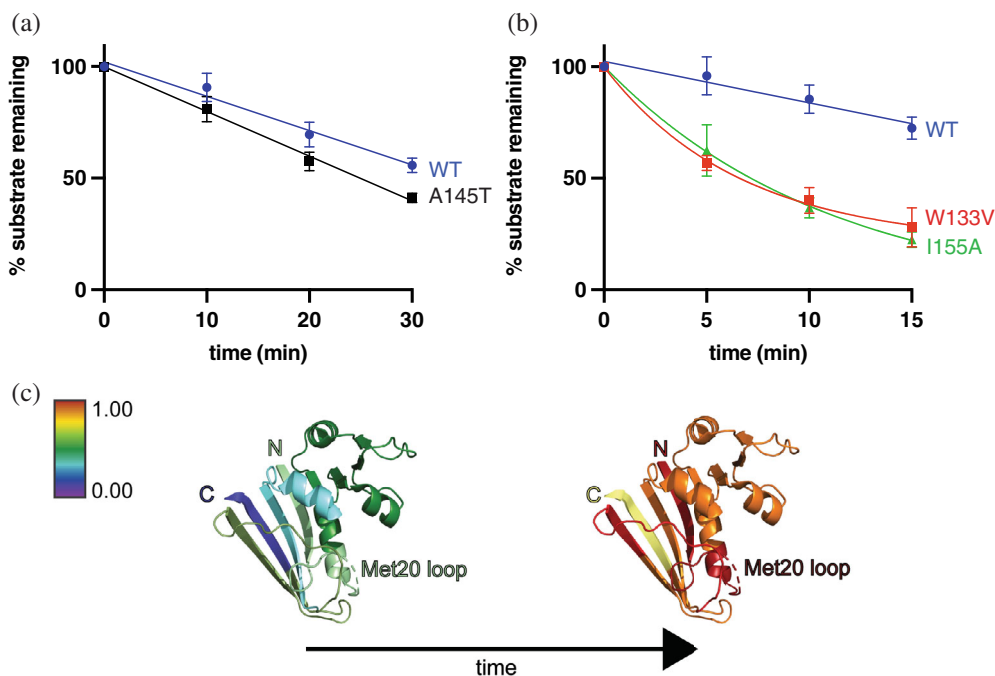 (a)
% substrate remaining
100
50
0
0 10 20 30
time (min)
WT
A145T
(b)
% substrate remaining
100
50
0
0 5 10 15
time (min)
WT
W133V
I155A
(c)
1.00
0.00
N
C
Met20 loop
N
C
Met20 loop
time